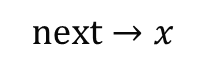 next → x